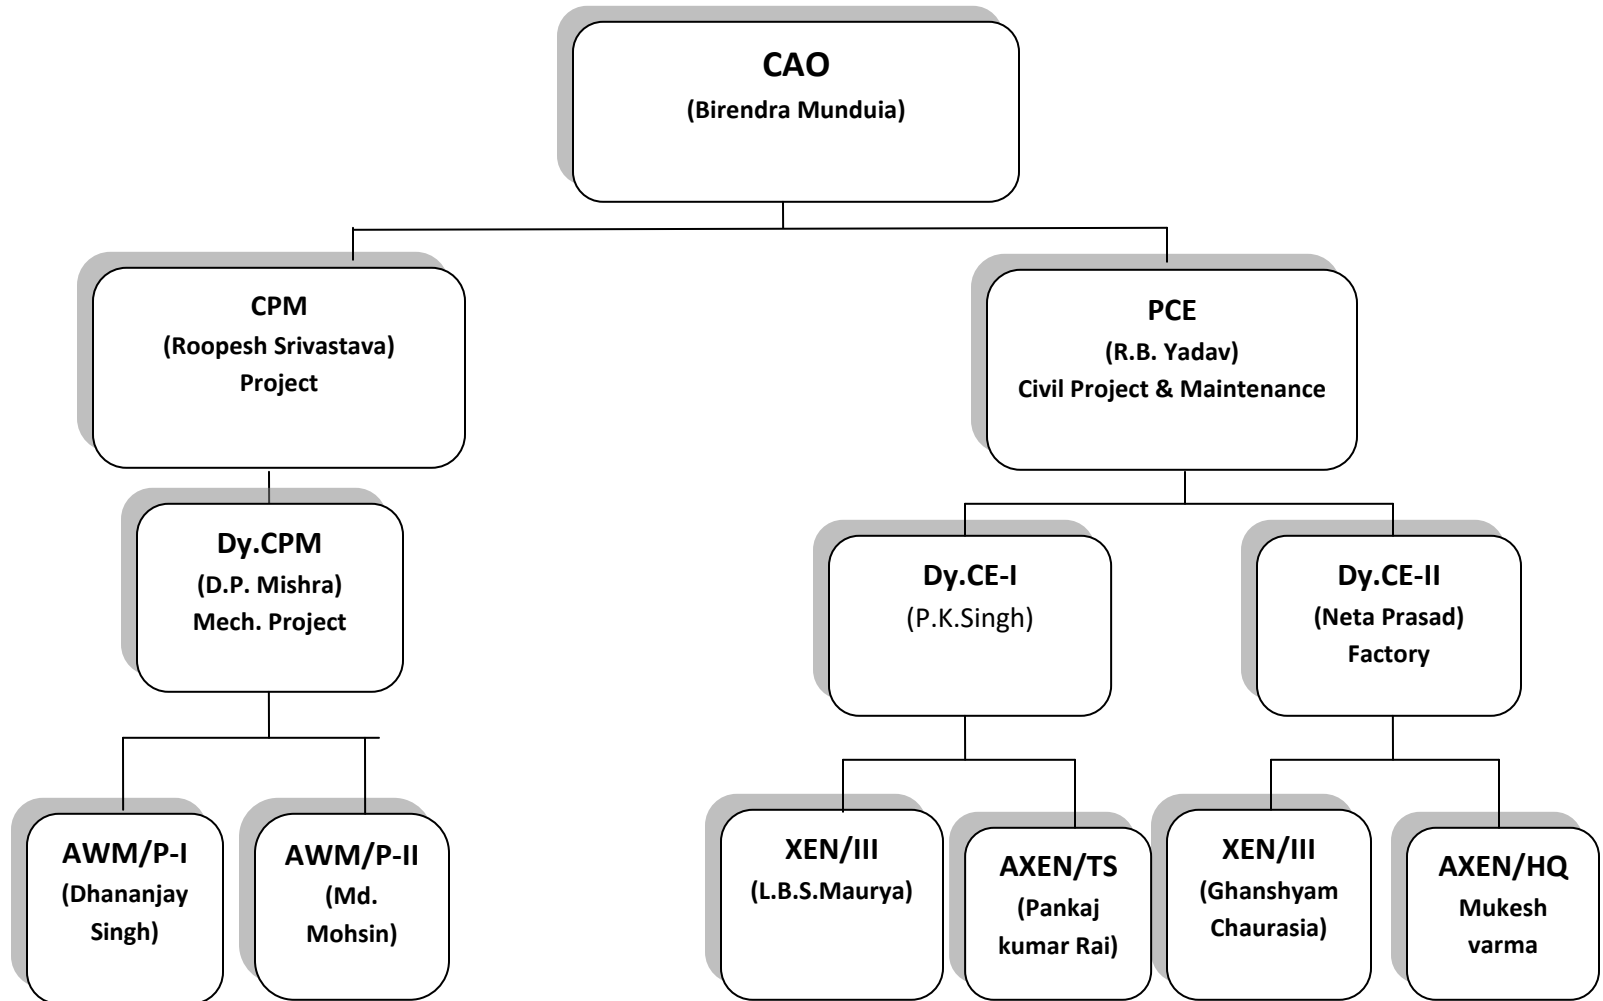 CAO
(Birendra Munduia)
CPM
(Roopesh Srivastava)
Project
PCE
(R.B. Yadav)
Civil Project & Maintenance
Dy.CPM
(D.P. Mishra)
Mech. Project
Dy.CE-I
(P.K.Singh)
Dy.CE-II
(Neta Prasad)
Factory
AWM/P-I
(Dhananjay
Singh)
AWM/P-II
(Md.
Mohsin)
XEN/III
(L.B.S.Maurya)
AXEN/TS
(Pankaj
kumar Rai)
XEN/III
(Ghanshyam
Chaurasia)
AXEN/HQ
Mukesh
varma